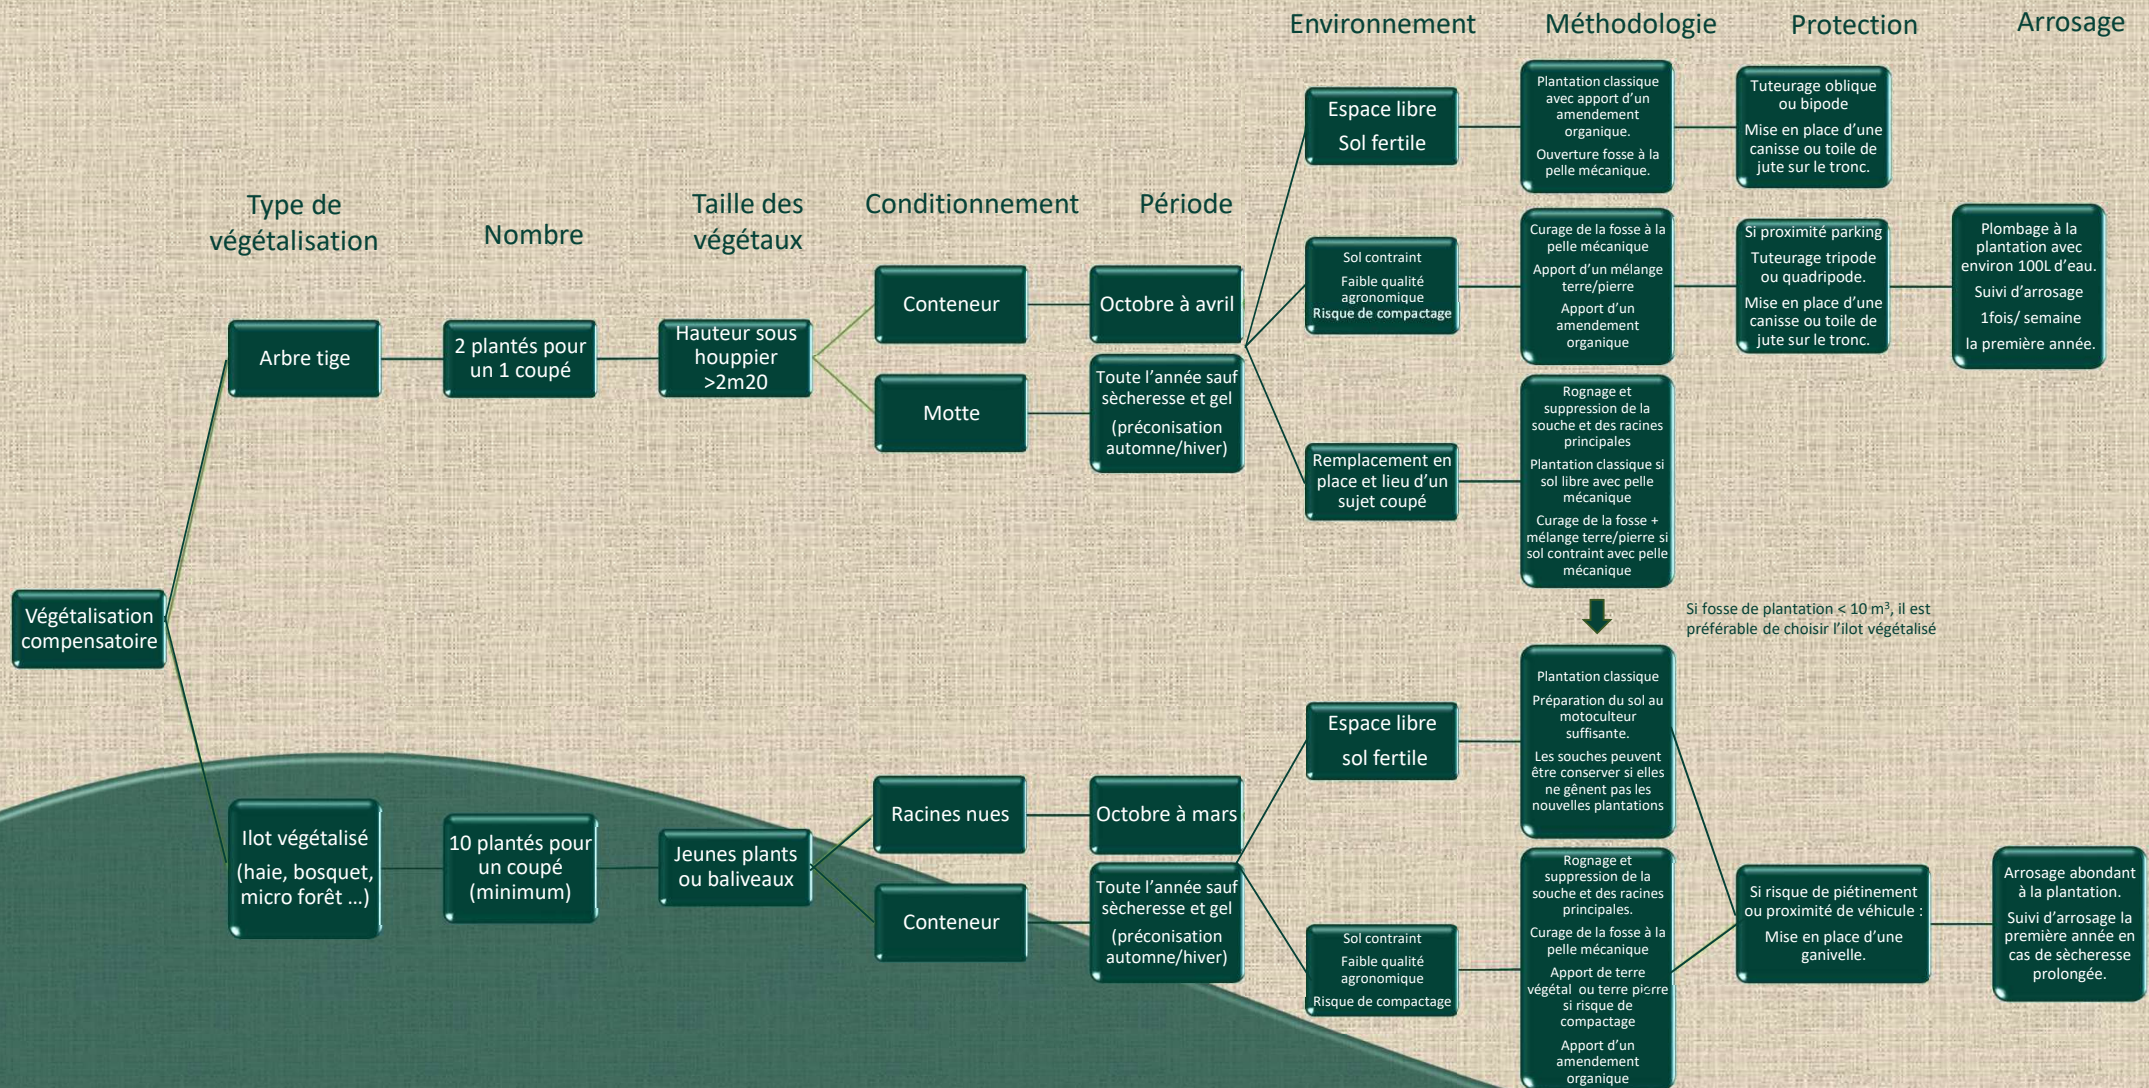 Environnement
Méthodologie
Protection
Arrosage
Type de
végétalisation
Nombre
Taille des
végétaux
Conditionnement
Période
Végétalisation
compensatoire
Arbre tige
2 plantés pour
un 1 coupé
Hauteur sous
houppier
>2m20
Conteneur
Octobre à avril
Motte
Toute l'année sauf
sècheresse et gel
(préconisation
automne/hiver)
Espace libre
Sol fertile
Plantation classique
avec apport d'un
amendement
organique.
Ouverture fosse à la
pelle mécanique.
Tuteurage oblique
ou bipode
Mise en place d'une
canisse ou toile de
jute sur le tronc.
Sol contraint
Faible qualité
agronomique
Risque de compactage
Curage de la fosse à la
pelle mécanique
Apport d'un mélange
terre/pierre
Apport d'un
amendement
organique
Si proximité parking
Tuteurage tripode
ou quadripode.
Mise en place d'une
canisse ou toile de
jute sur le tronc.
Plombage à la
plantation avec
environ 100L d'eau.
Suivi d'arrosage
1fois/ semaine
la première année.
Remplacement en
place et lieu d'un
sujet coupé
Rognage et
suppression de la
souche et des racines
principales
Plantation classique si
sol libre avec pelle
mécanique
Curage de la fosse +
mélange terre/pierre si
sol contraint avec pelle
mécanique
Si fosse de plantation < 10 m³, il est
préférable de choisir l'ilot végétalisé
Ilot végétalisé
(haie, bosquet,
micro forêt ...)
10 plantés pour
un coupé
(minimum)
Jeunes plants
ou baliveaux
Racines nues
Octobre à mars
Conteneur
Toute l'année sauf
sècheresse et gel
(préconisation
automne/hiver)
Espace libre
sol fertile
Plantation classique
Préparation du sol au
motoculteur
suffisante.
Les souches peuvent
être conserver si elles
ne gênent pas les
nouvelles plantations
Sol contraint
Faible qualité
agronomique
Risque de compactage
Rognage et
suppression de la
souche et des racines
principales.
Curage de la fosse à la
pelle mécanique
Apport de terre
végétal ou terre pierre
si risque de
compactage
Apport d'un
amendement
organique
Si risque de piétinement
ou proximité de véhicule :
Mise en place d'une
ganivelle.
Arrosage abondant
à la plantation.
Suivi d'arrosage la
première année en
cas de sècheresse
prolongée.